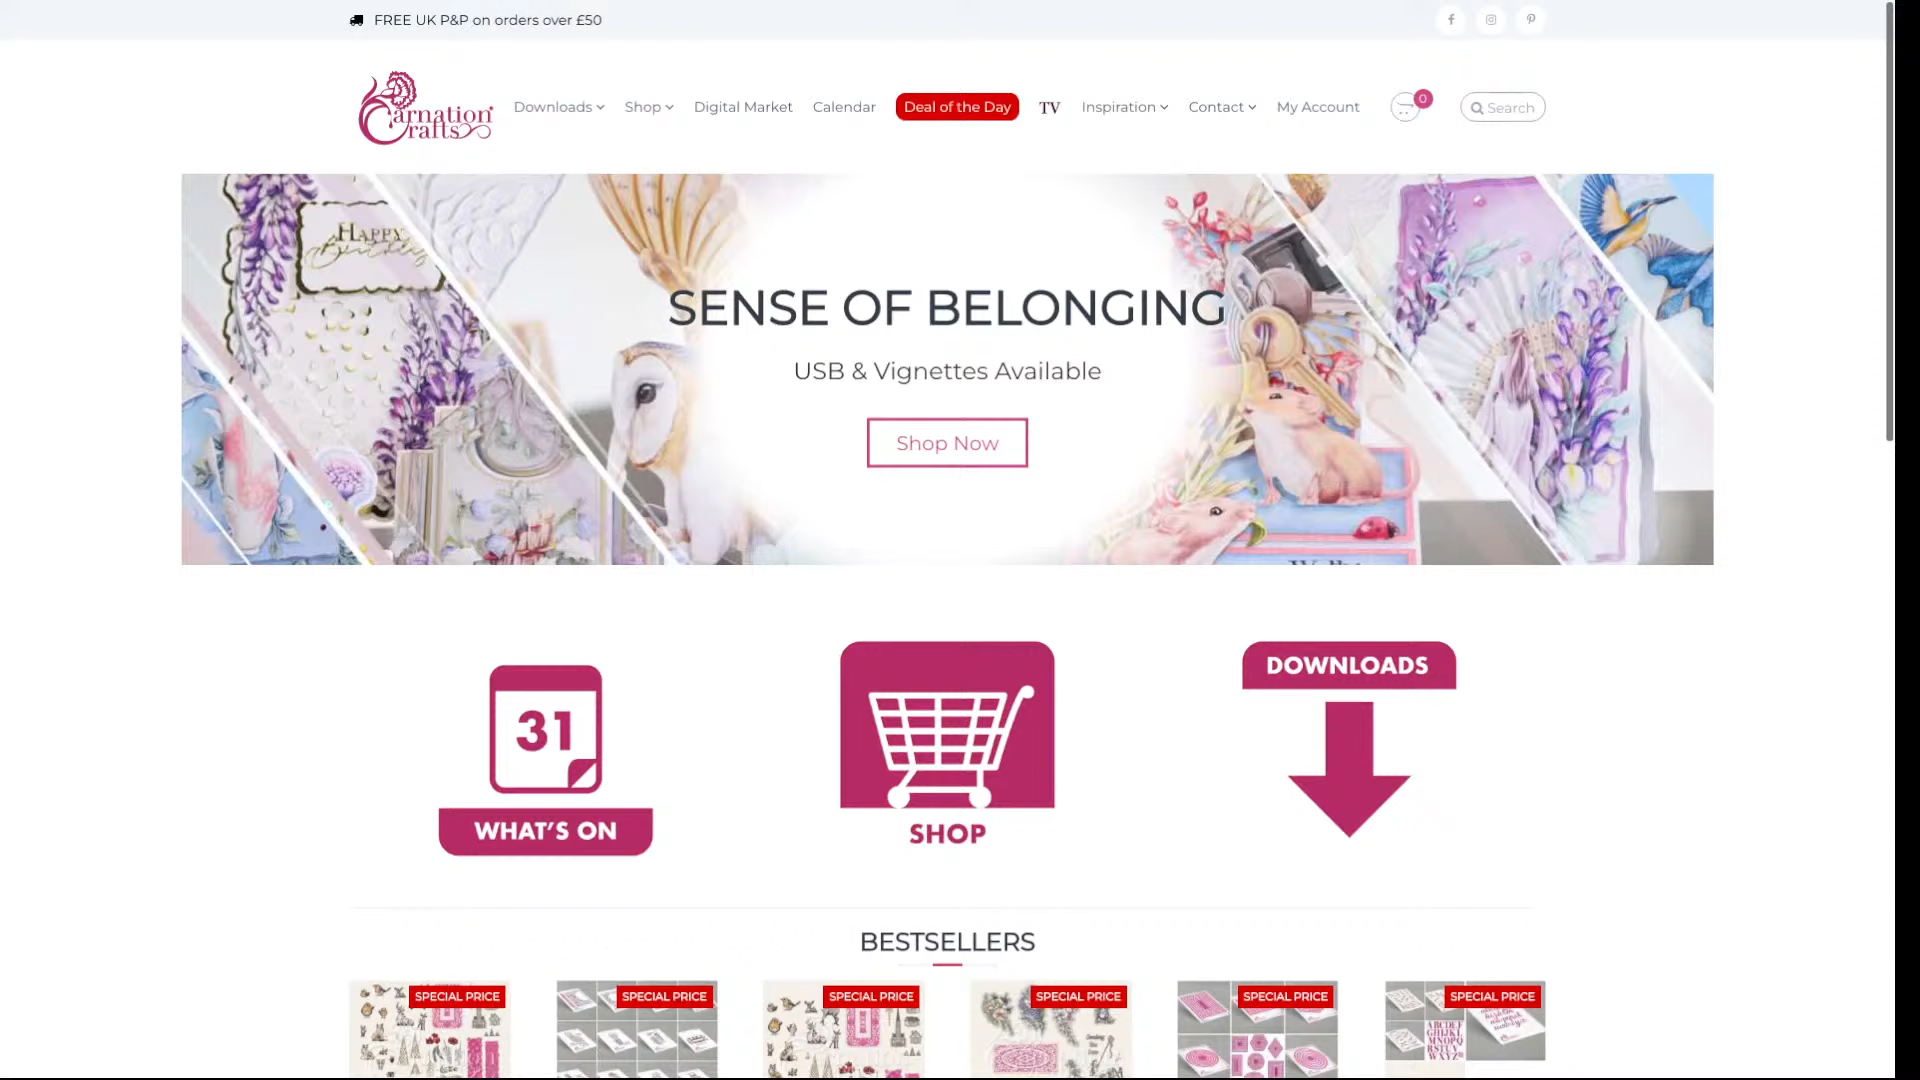 FREE UK P&P on orders over £50
Carnation Crafts
Downloads Shop Digital Market Calendar Deal of the Day TV Inspiration Contact My Account 0 Search
HAPPY
Birthday
SENSE OF BELONGING
USB & Vignettes Available
Shop Now
31
WHAT'S ON
SHOP
DOWNLOADS
BESTSELLERS
SPECIAL PRICE SPECIAL PRICE SPECIAL PRICE SPECIAL PRICE SPECIAL PRICE SPECIAL PRICE